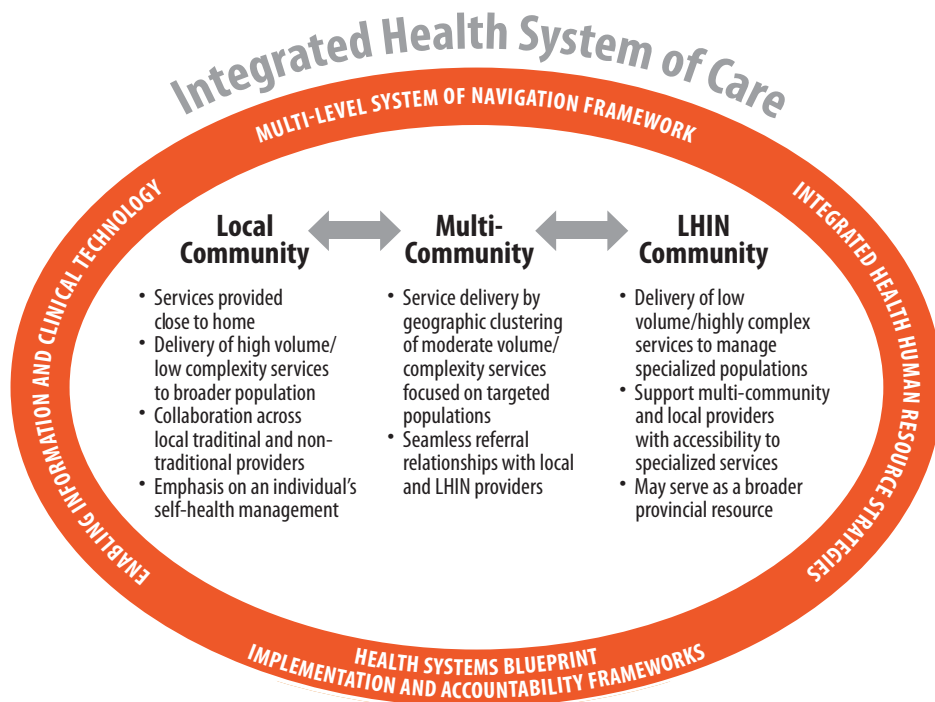 Integrated Health System of Care
MULTI-LEVEL SYSTEM OF NAVIGATION FRAMEWORK
ENABLING INFORMATION AND CLINICAL TECHNOLOGY
INTEGRATED HEALTH HUMAN RESOURCE STRATEGIES
Local
Community
• Services provided
close to home
• Delivery of high volume/
low complexity services
to broader population
• Collaboration across
local traditinal and non-
traditional providers
• Emphasis on an individual's
self-health management
Multi-
Community
• Service delivery by
geographic clustering
of moderate volume/
complexity services
focused on targeted
populations
• Seamless referral
relationships with local
and LHIN providers
LHIN
Community
• Delivery of low
volume/highly complex
services to manage
specialized populations
• Support multi-community
and local providers
with accessibility to
specialized services
• May serve as a broader
provincial resource
HEALTH SYSTEMS BLUEPRINT
IMPLEMENTATION AND ACCOUNTABILITY FRAMEWORKS